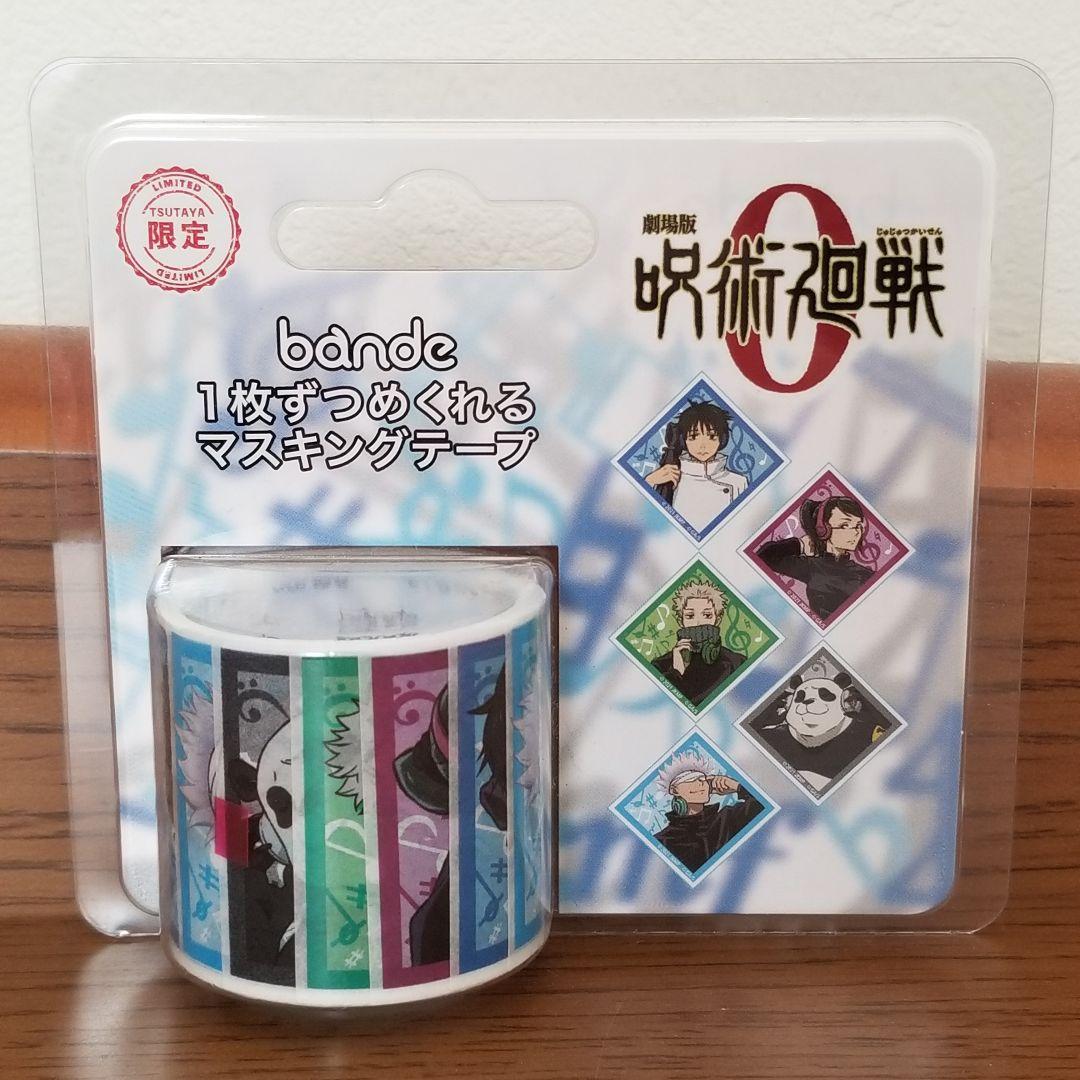 LIMITED
TSUTAYA
限定
LIMITED
劇場版
じゅじゅつかいせん
呪術廻戦
0
bande
1枚ずつめくれる
マスキングテープ